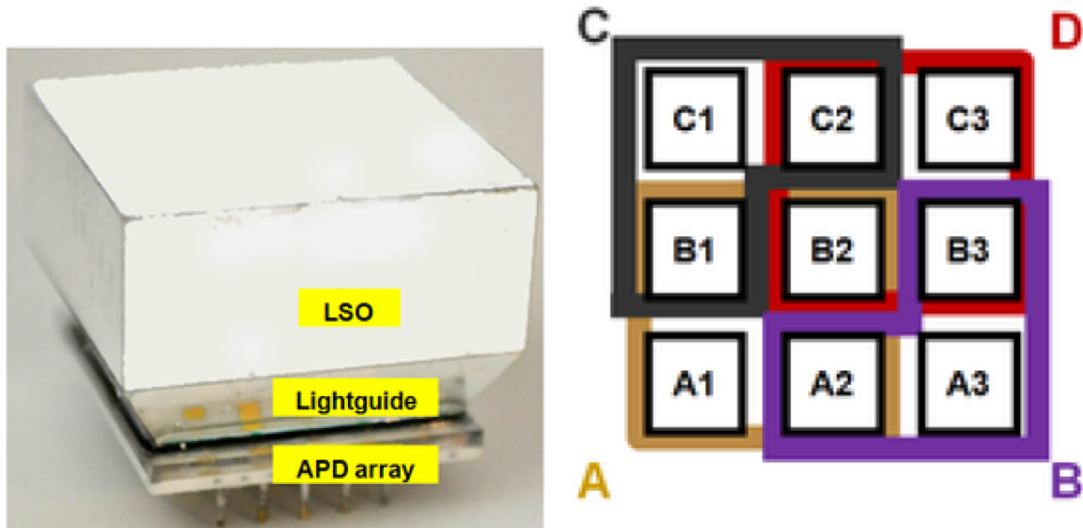 LSO
Lightguide
APD array
C D
C1 C2 C3
B1 B2 B3
A1 A2 A3
A B